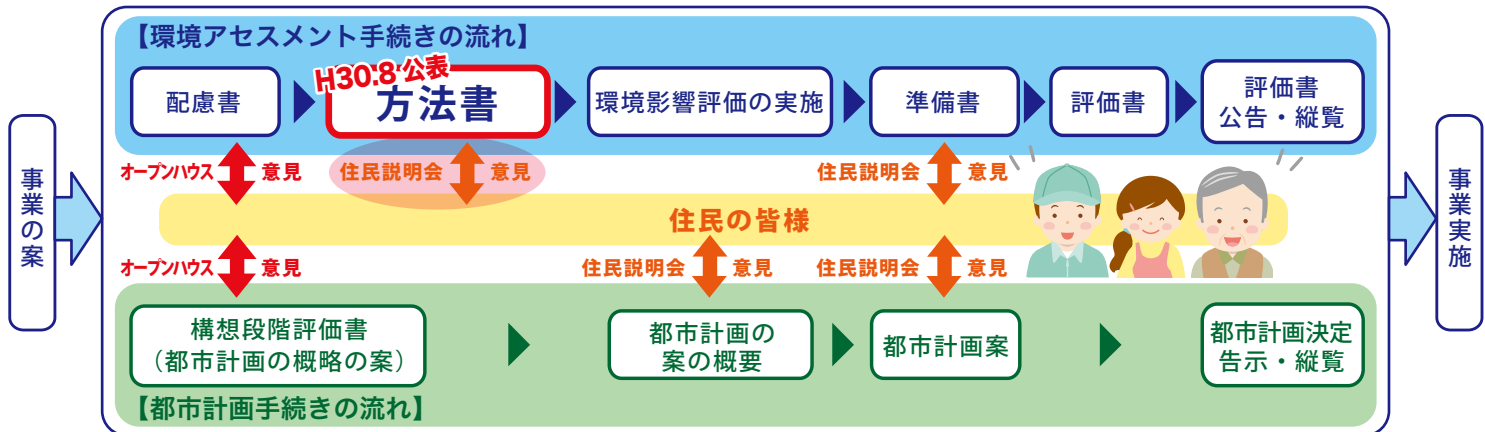 【環境アセスメント手続きの流れ】
H30.8 公表
配慮書
方法書
環境影響評価の実施
準備書
評価書
評価書
公告・縦覧
オープンハウス 意見
住民説明会 意見
住民説明会 意見
事業の案
住民の皆様
事業実施
オープンハウス 意見
住民説明会 意見
住民説明会 意見
構想段階評価書
(都市計画の概略の案)
都市計画の
案の概要
都市計画案
都市計画決定
告示・縦覧
【都市計画手続きの流れ】